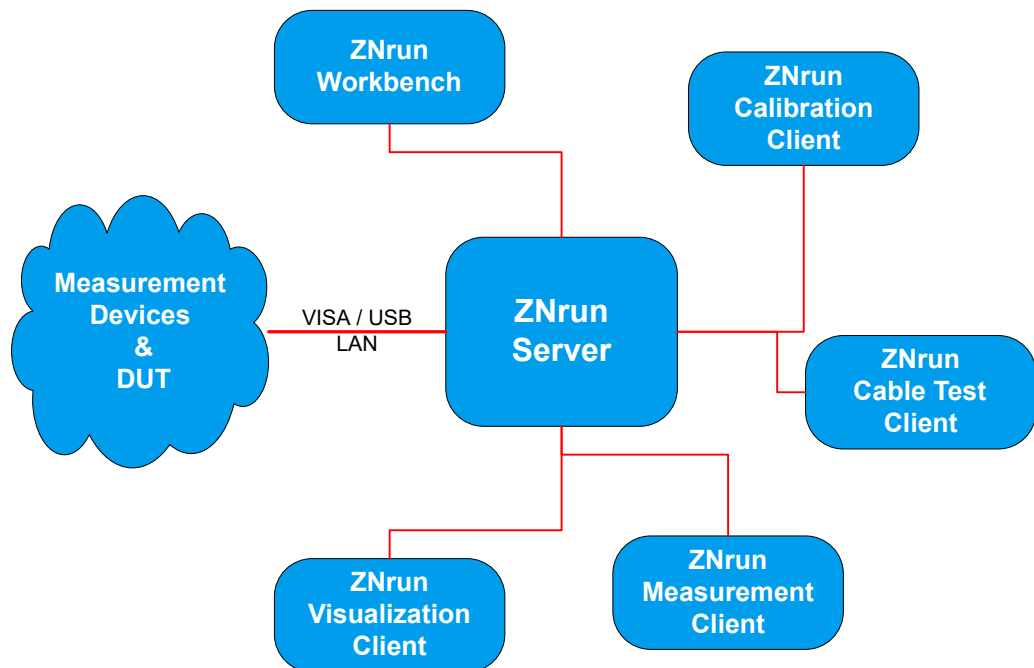 ZNrun
Workbench
ZNrun
Calibration
Client
Measurement
Devices
&
DUT
VISA / USB
LAN
ZNrun
Server
ZNrun
Cable Test
Client
ZNrun
Visualization
Client
ZNrun
Measurement
Client